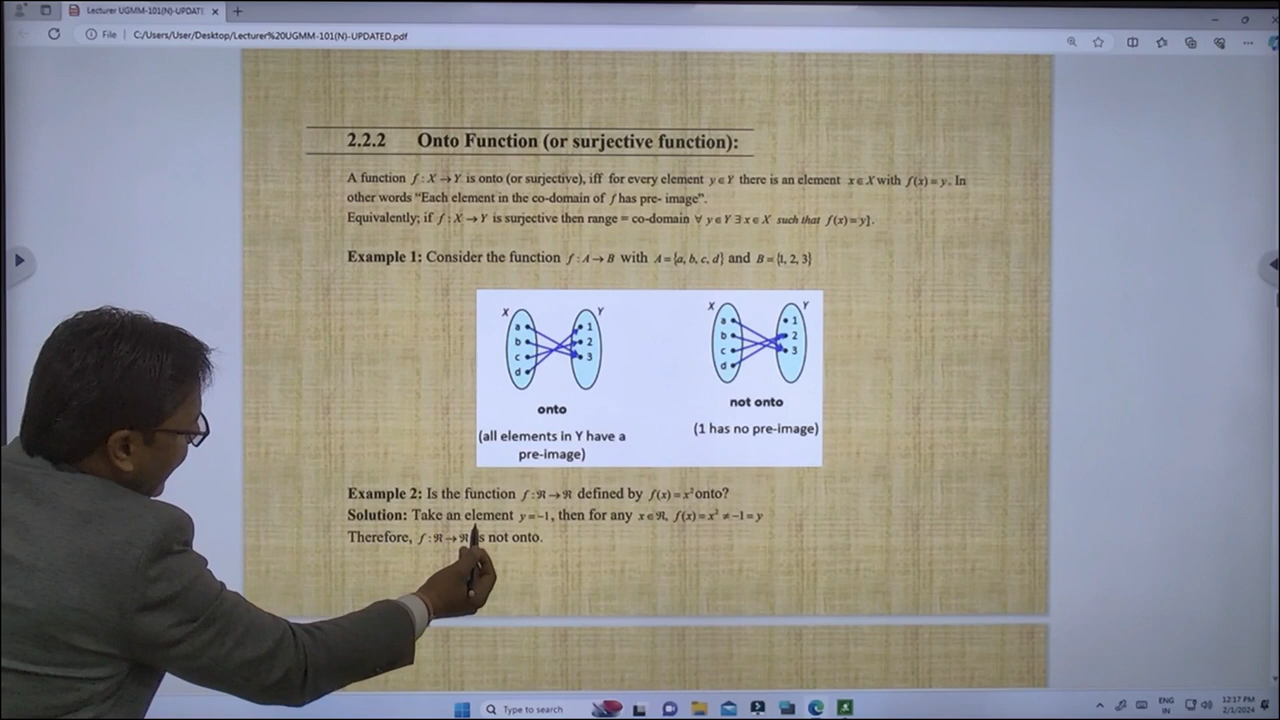 Lecturer UGMM-101(N)-UPDATE
File C:/Users/User/Desktop/Lecturer%20UGMM-101(N)-UPDATED.pdf
2.2.2 Onto Function (or surjective function):
A function f : X → Y is onto (or surjective), iff for every element y ∈ Y there is an element x ∈ X with f(x) = y. In
other words “Each element in the co-domain of f has pre- image”.
Equivalently; if f : X → Y is surjective then range = co-domain ∀ y ∈ Y ∃ x ∈ X such that f(x) = y].
Example 1: Consider the function f : A → B with A = {a, b, c, d} and B = {1, 2, 3}
X Y X Y
a 1 a 1
b 2 b 2
c 3 c 3
d d
onto not onto
(all elements in Y have a (1 has no pre-image)
pre-image)
Example 2: Is the function f : ℜ → ℜ defined by f(x) = x² onto?
Solution: Take an element y = −1, then for any x ∈ ℜ, f(x) = x² ≠ −1 = y
Therefore, f : ℜ → ℜ is not onto.
Type to search
ENG 12:17 PM
IN 2/1/2024